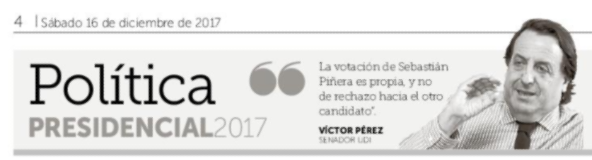 4 | Sábado 16 de diciembre de 2017
Política
PRESIDENCIAL2017
“
La votación de Sebastián
Piñera es propia, y no
de rechazo hacia el otro
candidato”.
VÍCTOR PÉREZ
SENADOR UDI